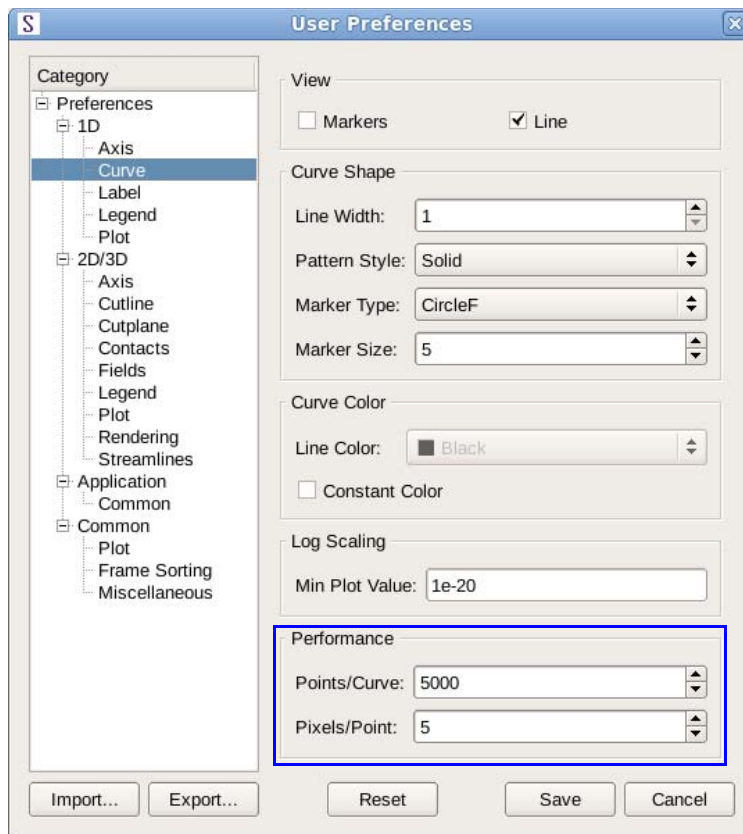 S
User Preferences
Category
Preferences
1D
Axis
Curve
Label
Legend
Plot
2D/3D
Axis
Cutline
Cutplane
Contacts
Fields
Legend
Plot
Rendering
Streamlines
Application
Common
Common
Plot
Frame Sorting
Miscellaneous
View
Markers
Line
Curve Shape
Line Width: 1
Pattern Style: Solid
Marker Type: CircleF
Marker Size: 5
Curve Color
Line Color: Black
Constant Color
Log Scaling
Min Plot Value: 1e-20
Performance
Points/Curve: 5000
Pixels/Point: 5
Import... Export... Reset Save Cancel